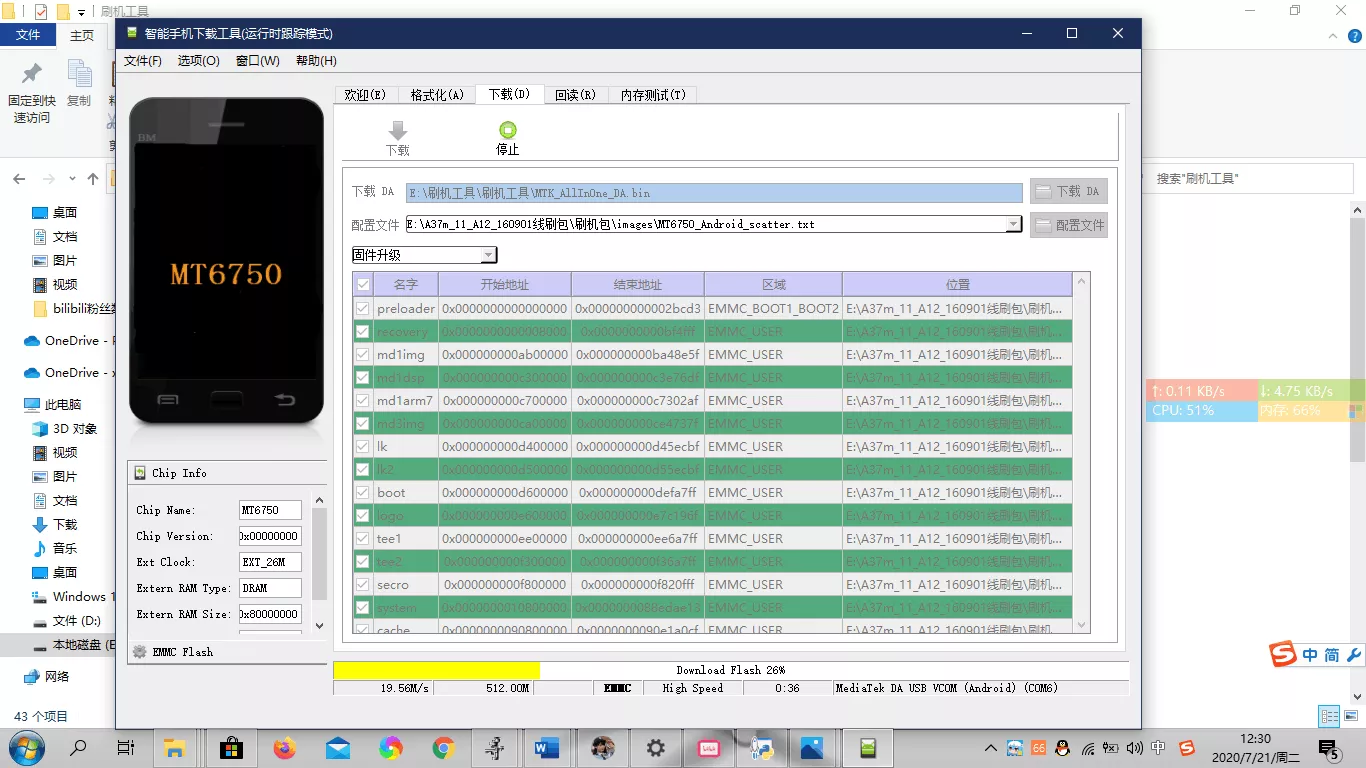 刷机工具
文件
主页
固定到快
速访问
复制
搜索"刷机工具"
桌面
文档
图片
视频
OneDrive
OneDrive
此电脑
3D 对象
视频
图片
文档
下载
音乐
桌面
Windows 1
文件 (D:)
本地磁盘 (E
网络
43 个项目
智能手机下载工具(运行时跟踪模式)
文件(F) 选项(O) 窗口(W) 帮助(H)
BM
MT6750
Chip Info
Chip Name: MT6750
Chip Version: 0x00000000
Ext Clock: EXT_26M
Extern RAM Type: DRAM
Extern RAM Size: 0x80000000
EMMC Flash
欢迎(E) 格式化(A) 下载(D) 回读(R) 内存测试(T)
下载 停止
下载 DA E:\刷机工具\刷机工具\MTK_AllInOne_DA.bin 下载 DA
配置文件 E:\A37m_11_A12_160901线刷包\刷机包\images\MT6750_Android_scatter.txt 配置文件
固件升级
名字 开始地址 结束地址 区域 位置
preloader 0x0000000000000000 0x000000000002bcd3 EMMC_BOOT1_BOOT2 E:\A37m_11_A12_160901线刷包\刷机...
recovery 0x0000000000008000 0x0000000000bf4fff EMMC_USER E:\A37m_11_A12_160901线刷包\刷机...
md1img 0x000000000ab00000 0x000000000ba48e5f EMMC_USER E:\A37m_11_A12_160901线刷包\刷机...
md1dsp 0x000000000c300000 0x000000000c3e76df EMMC_USER E:\A37m_11_A12_160901线刷包\刷机...
md1arm7 0x000000000c700000 0x000000000c7302af EMMC_USER E:\A37m_11_A12_160901线刷包\刷机...
md3img 0x000000000ca00000 0x000000000ce4737f EMMC_USER E:\A37m_11_A12_160901线刷包\刷机...
lk 0x000000000d400000 0x000000000d45ecbf EMMC_USER E:\A37m_11_A12_160901线刷包\刷机...
lk2 0x000000000d500000 0x000000000d55ecbf EMMC_USER E:\A37m_11_A12_160901线刷包\刷机...
boot 0x000000000d600000 0x000000000defa7ff EMMC_USER E:\A37m_11_A12_160901线刷包\刷机...
logo 0x000000000e600000 0x000000000e7c196f EMMC_USER E:\A37m_11_A12_160901线刷包\刷机...
tee1 0x000000000ee00000 0x000000000ee6a7ff EMMC_USER E:\A37m_11_A12_160901线刷包\刷机...
tee2 0x000000000f300000 0x000000000f36a7ff EMMC_USER E:\A37m_11_A12_160901线刷包\刷机...
secro 0x000000000f800000 0x000000000f820fff EMMC_USER E:\A37m_11_A12_160901线刷包\刷机...
system 0x0000000010800000 0x0000000088edae13 EMMC_USER E:\A37m_11_A12_160901线刷包\刷机...
cache 0x0000000090800000 0x0000000090e1a0cf EMMC_USER E:\A37m_11_A12_160901线刷包\刷机...
Download Flash 26%
19.56M/s 512.00M EMMC High Speed 0:36 MediaTek DA USB VCOM (Android) (COM6)
↑: 0.11 KB/s ↓: 4.75 KB/s
CPU: 51% 内存: 66%
中 简
66 中
12:30
2020/7/21/周二
5